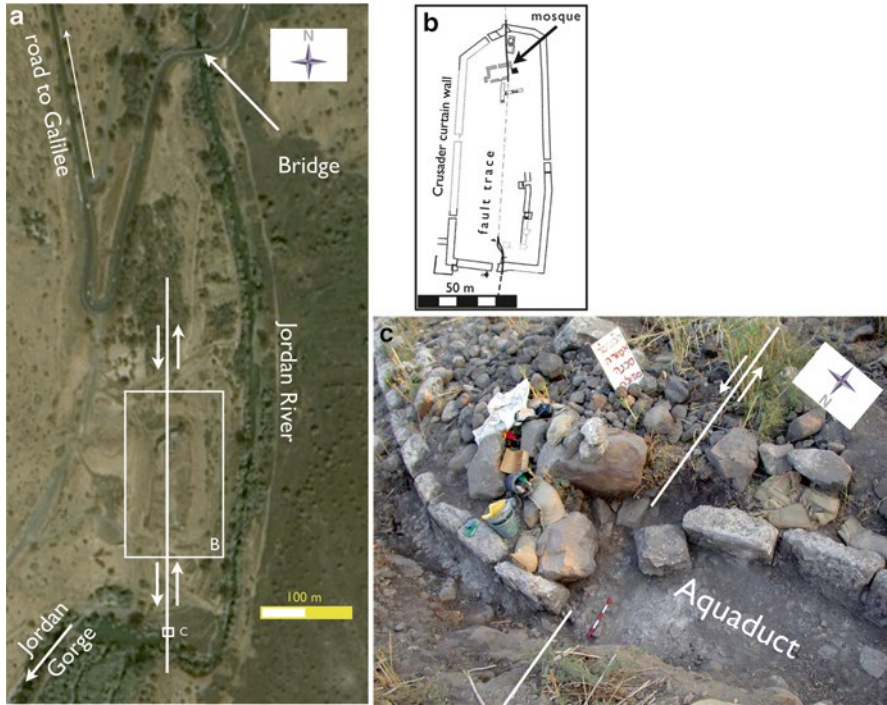 a
N
road to Galilee
Bridge
Jordan River
B
100 m
C
Jordan
Gorge
b
mosque
Crusader curtain wall
fault trace
50 m
c
N
Aquaduct